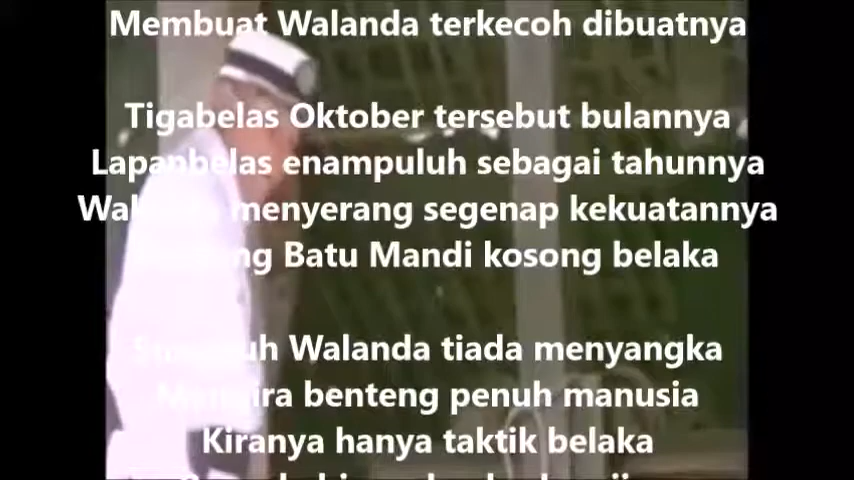 Membuat Walanda terkecoh dibuatnya
Tigabelas Oktober tersebut bulannya
Lapanbelas enampuluh sebagai tahunnya
menyerang segenap kekuatannya
Batu Mandi kosong belaka
Walanda tiada menyangka
benteng penuh manusia
Kiranya hanya taktik belaka